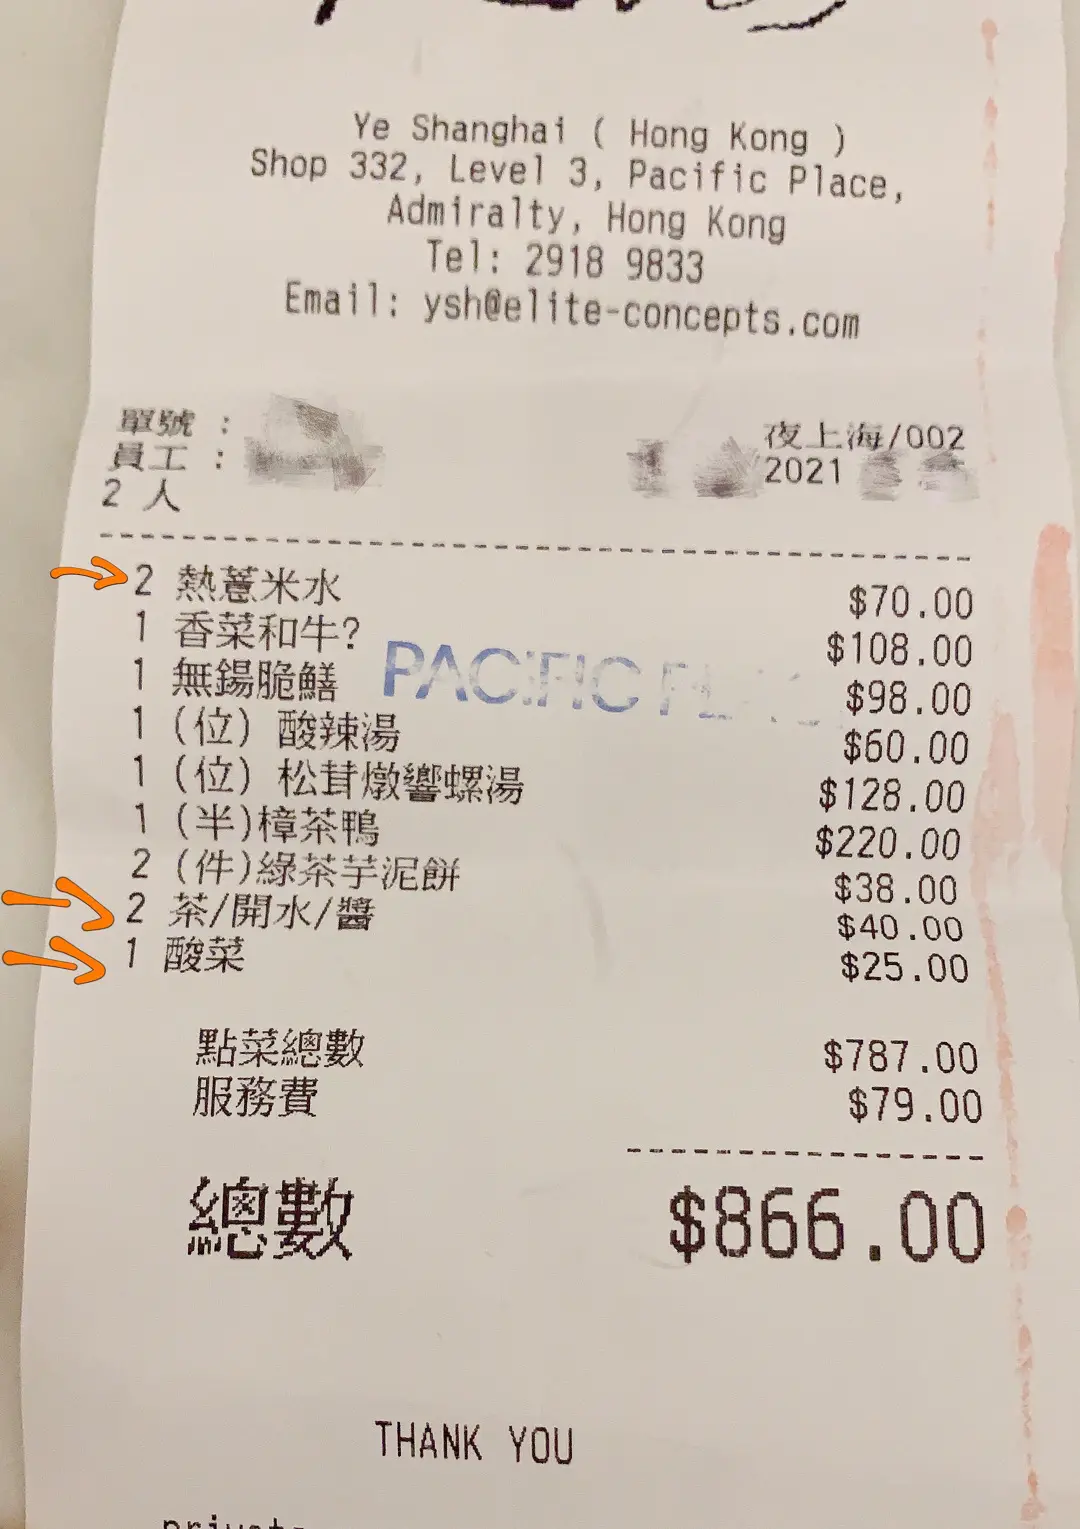 Ye Shanghai ( Hong Kong )
Shop 332, Level 3, Pacific Place,
Admiralty, Hong Kong
Tel: 2918 9833
Email: ysh@elite-concepts.com
單號 :
夜上海/002
員工 :
2021
2 人
2 熱薏米水 $70.00
1 香菜和牛? $108.00
1 無鍚脆鱔 $98.00
1 (位) 酸辣湯 $60.00
1 (位) 松茸燉響螺湯 $128.00
1 (半)樟茶鴨 $220.00
2 (件)綠茶芋泥餅 $38.00
2 茶/開水/醬 $40.00
1 酸菜 $25.00
PACIFIC
點菜總數 $787.00
服務費 $79.00
總數 $866.00
THANK YOU